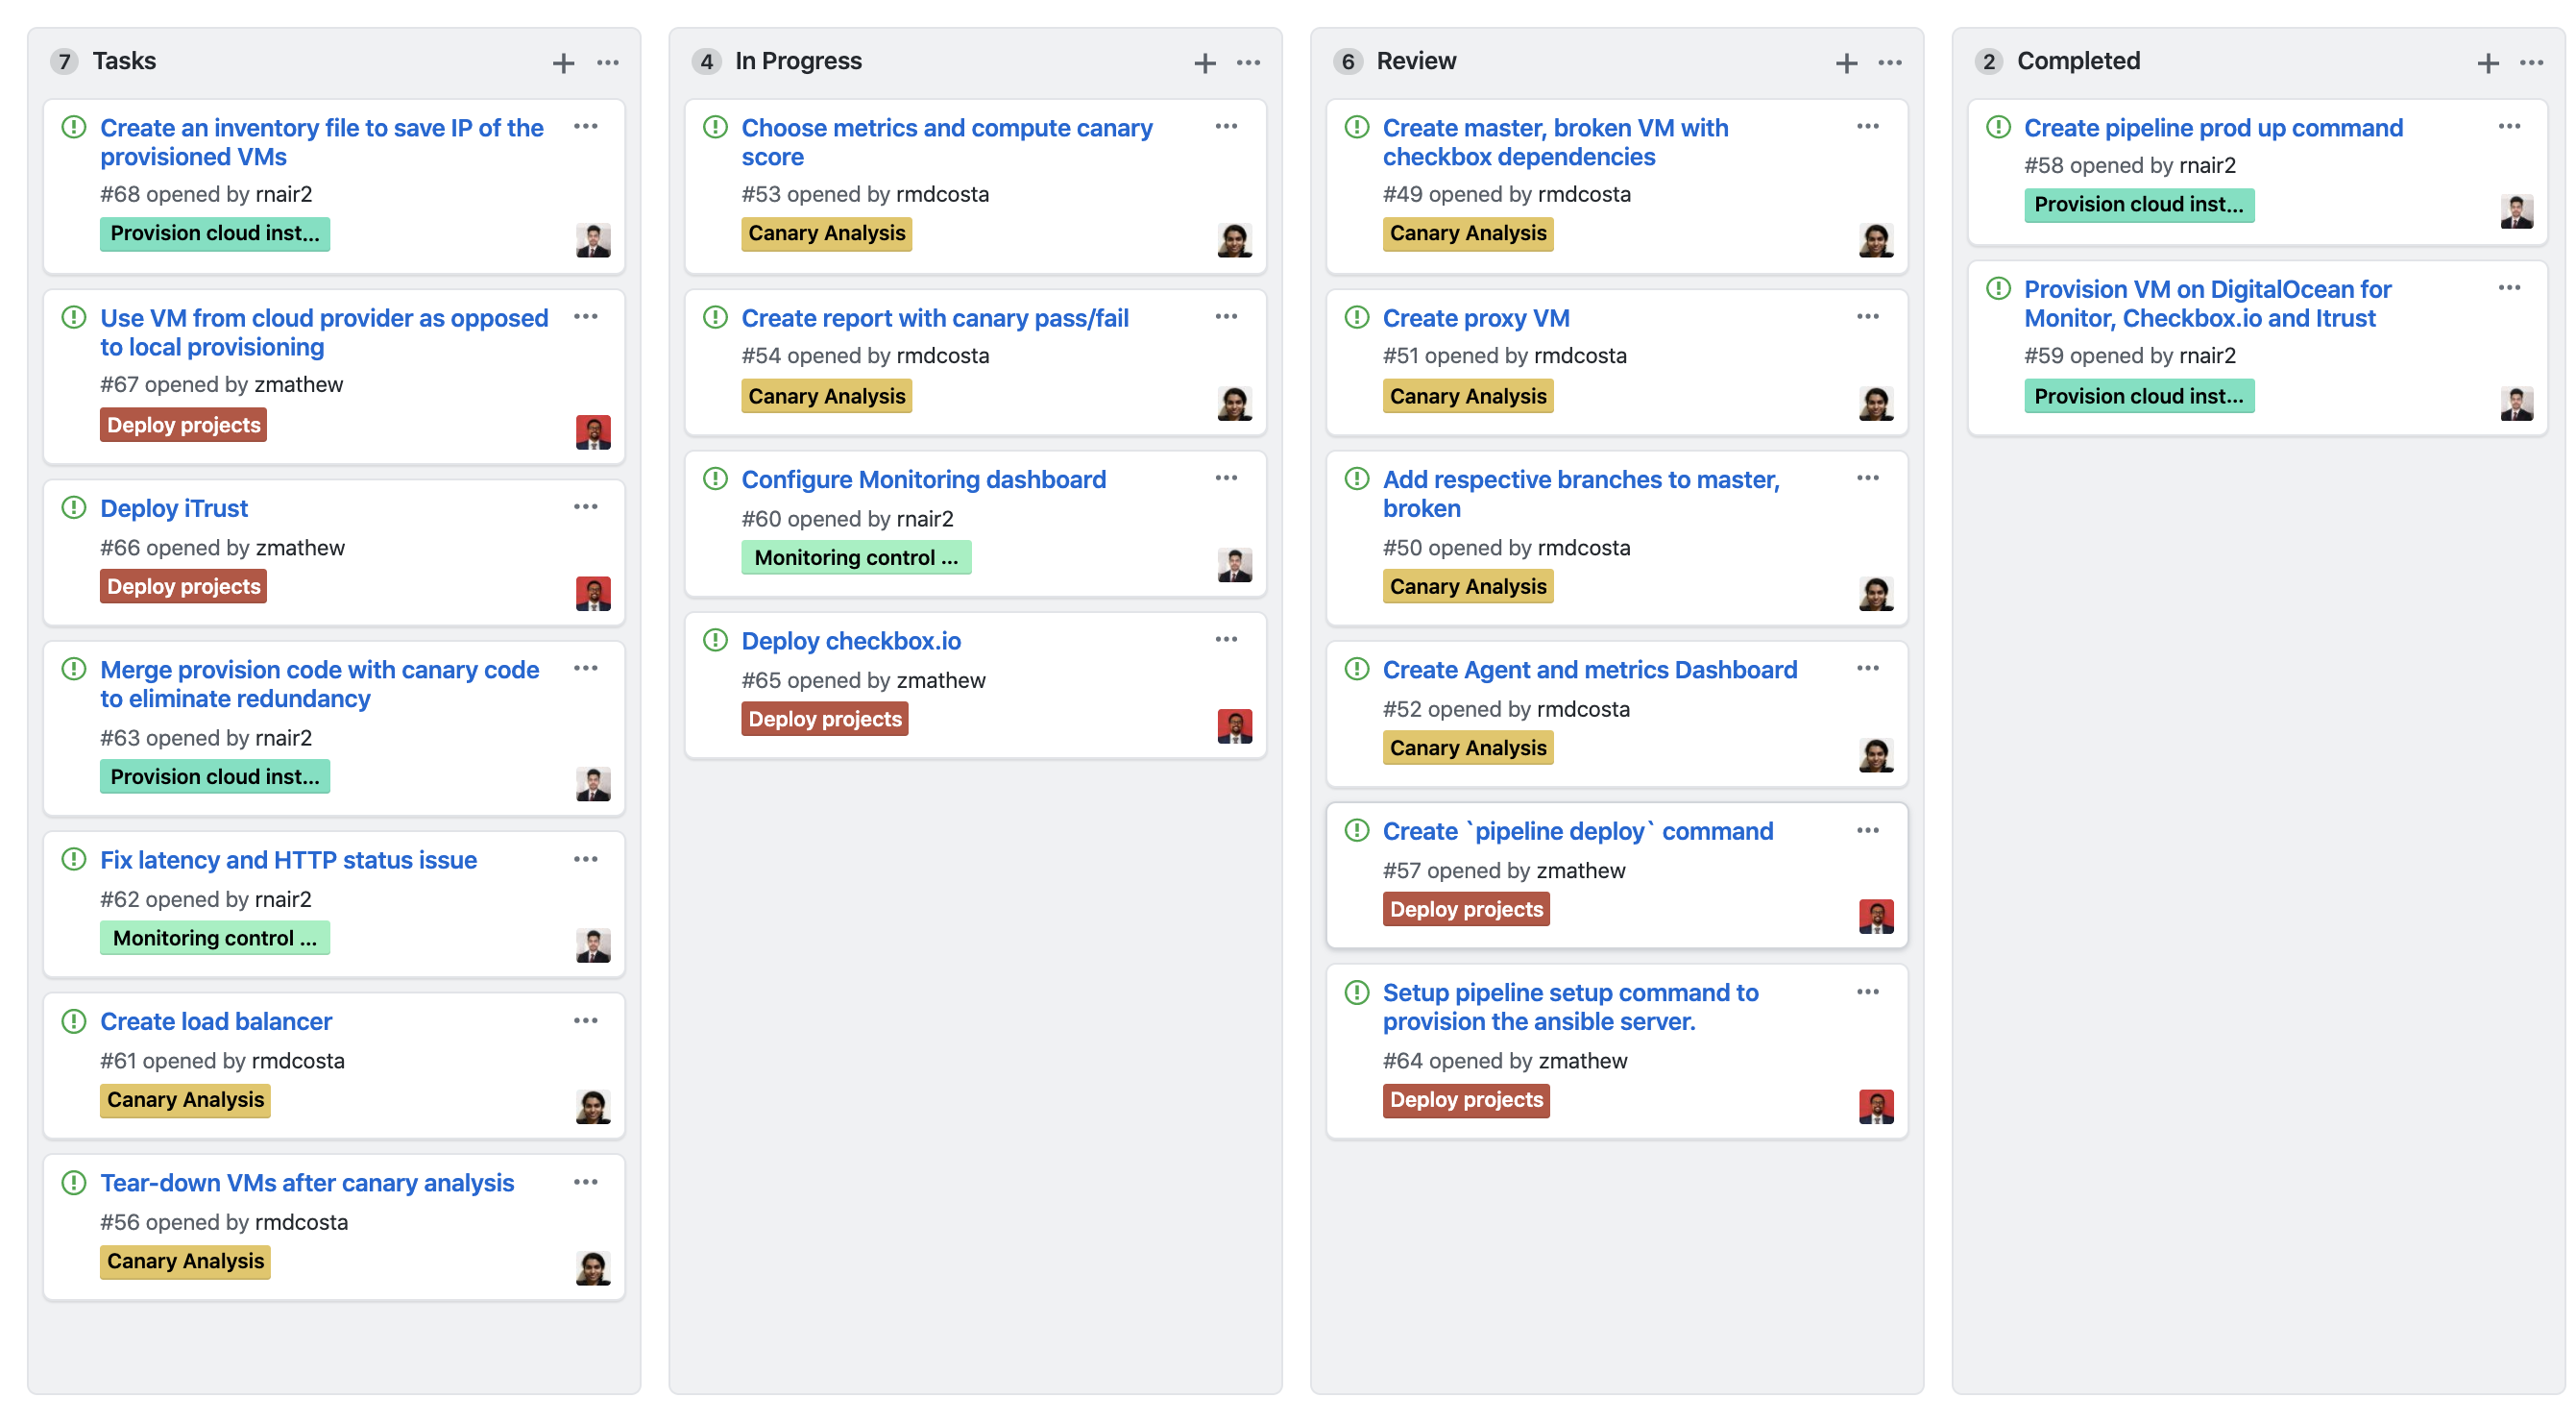 7 Tasks
Create an inventory file to save IP of the
provisioned VMs
#68 opened by rnair2
Provision cloud inst...
Use VM from cloud provider as opposed
to local provisioning
#67 opened by zmathew
Deploy projects
Deploy iTrust
#66 opened by zmathew
Deploy projects
Merge provision code with canary code
to eliminate redundancy
#63 opened by rnair2
Provision cloud inst...
Fix latency and HTTP status issue
#62 opened by rnair2
Monitoring control ...
Create load balancer
#61 opened by rmdcosta
Canary Analysis
Tear-down VMs after canary analysis
#56 opened by rmdcosta
Canary Analysis
4 In Progress
Choose metrics and compute canary
score
#53 opened by rmdcosta
Canary Analysis
Create report with canary pass/fail
#54 opened by rmdcosta
Canary Analysis
Configure Monitoring dashboard
#60 opened by rnair2
Monitoring control ...
Deploy checkbox.io
#65 opened by zmathew
Deploy projects
6 Review
Create master, broken VM with
checkbox dependencies
#49 opened by rmdcosta
Canary Analysis
Create proxy VM
#51 opened by rmdcosta
Canary Analysis
Add respective branches to master,
broken
#50 opened by rmdcosta
Canary Analysis
Create Agent and metrics Dashboard
#52 opened by rmdcosta
Canary Analysis
Create `pipeline deploy` command
#57 opened by zmathew
Deploy projects
Setup pipeline setup command to
provision the ansible server.
#64 opened by zmathew
Deploy projects
2 Completed
Create pipeline prod up command
#58 opened by rnair2
Provision cloud inst...
Provision VM on DigitalOcean for
Monitor, Checkbox.io and Itrust
#59 opened by rnair2
Provision cloud inst...